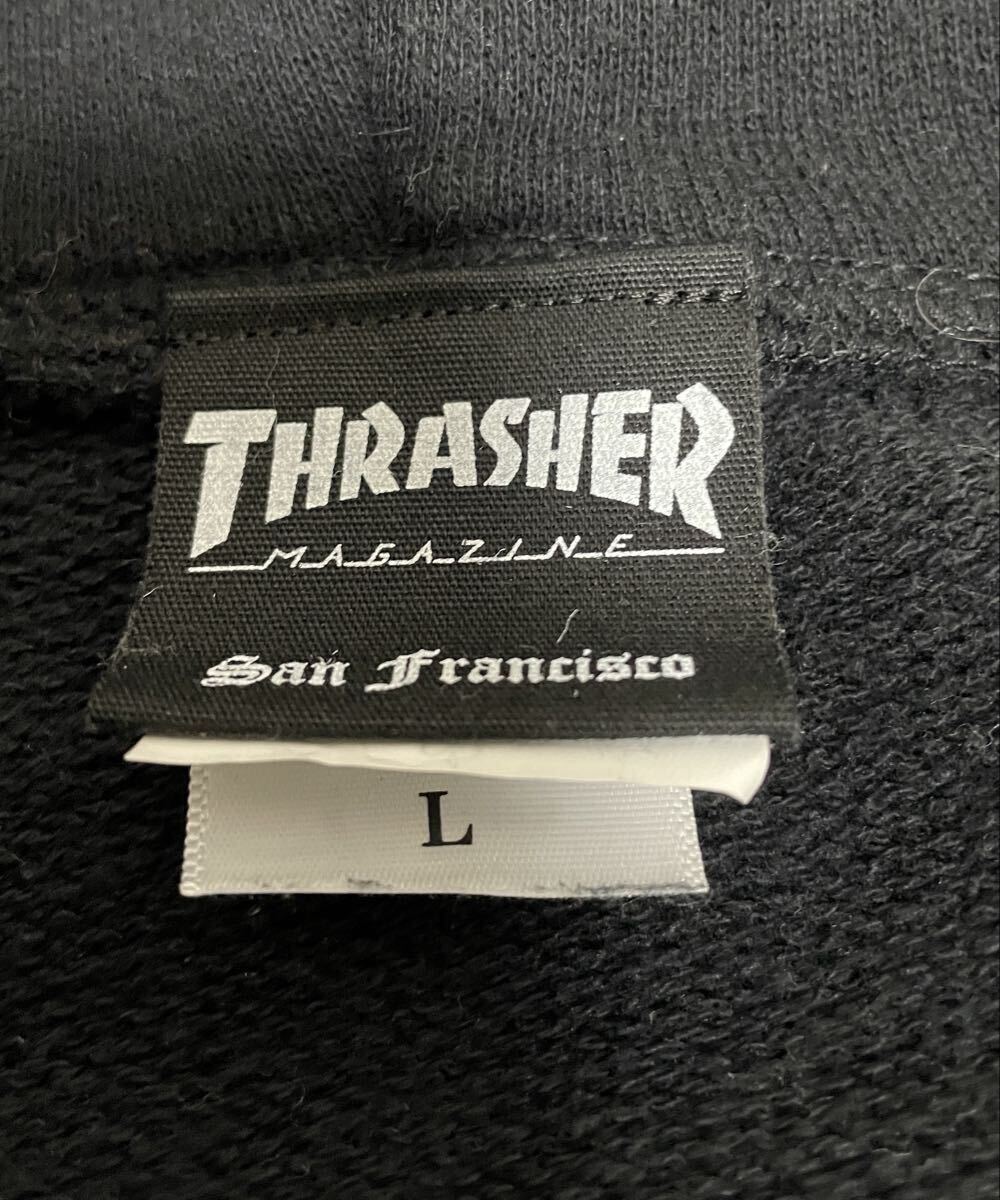 THRASHER
MAGAZINE
San Francisco
L